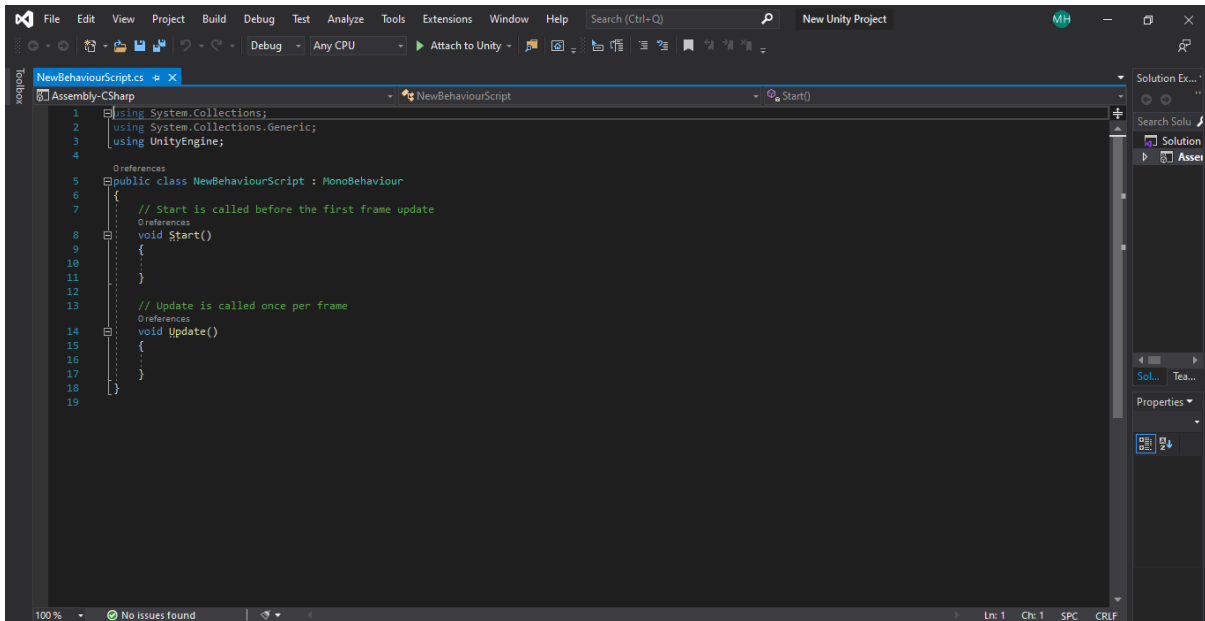 File Edit View Project Build Debug Test Analyze Tools Extensions Window Help Search (Ctrl+Q) New Unity Project MH
Debug Any CPU Attach to Unity
Toolbox
NewBehaviourScript.cs
Solution Ex...
Assembly-CSharp NewBehaviourScript Start()
Search Solu
Solution
Asse
1 using System.Collections;
2 using System.Collections.Generic;
3 using UnityEngine;
4
0 references
5 public class NewBehaviourScript : MonoBehaviour
6 {
7 // Start is called before the first frame update
0 references
8 void Start()
9 {
10
11 }
12
13 // Update is called once per frame
0 references
14 void Update()
15 {
16
17 }
18 }
19
Sol... Tea...
Properties
100 % No issues found Ln: 1 Ch: 1 SPC CRLF